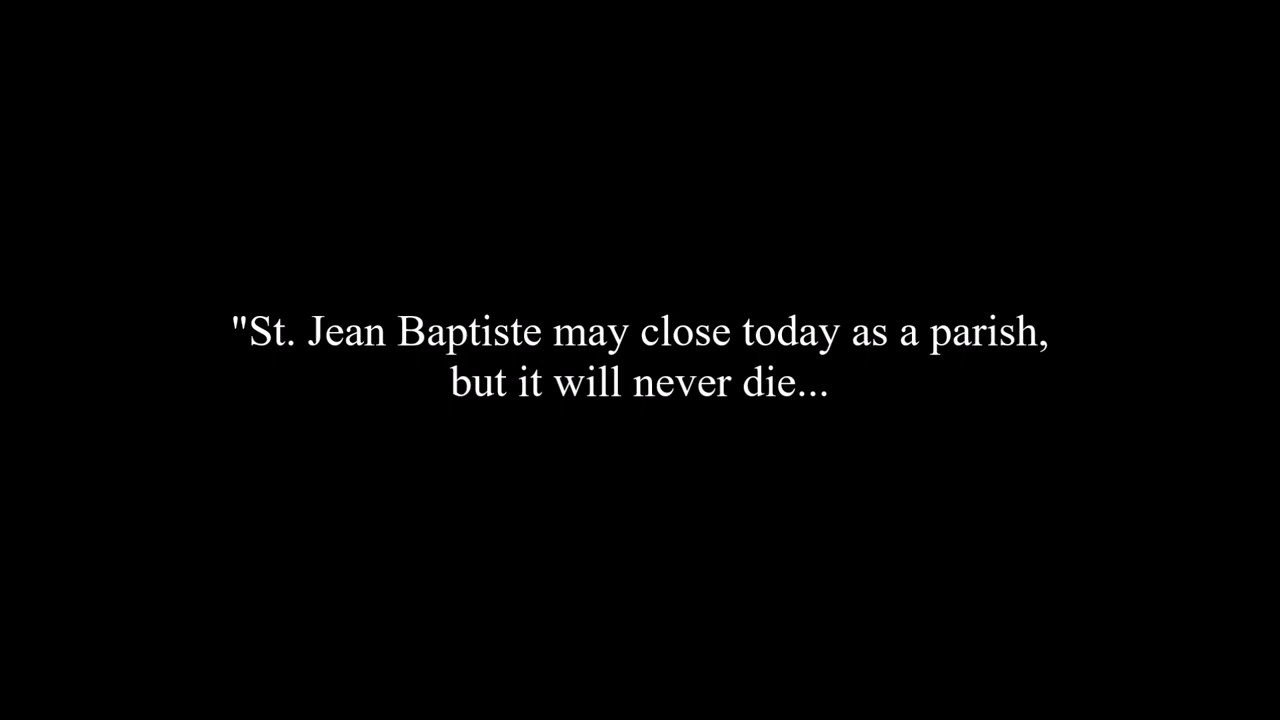 "St. Jean Baptiste may close today as a parish,
but it will never die...